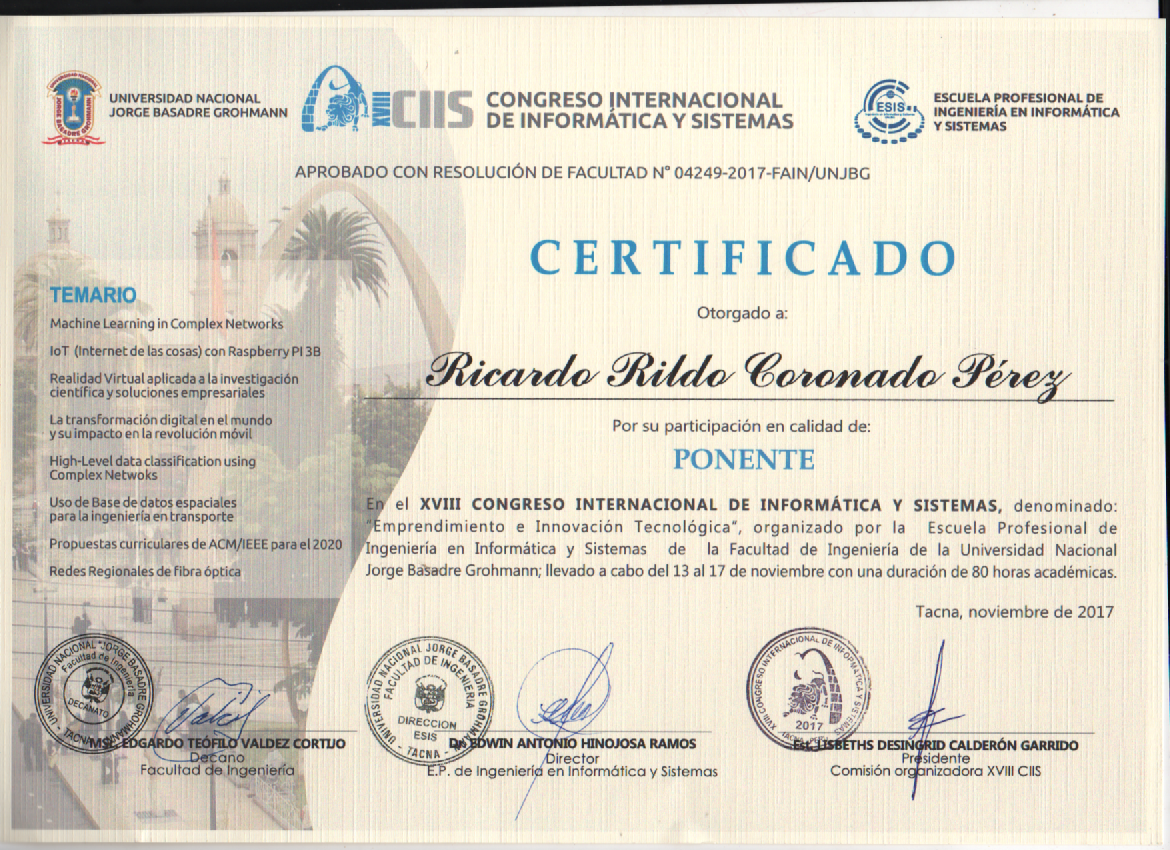 UNIVERSIDAD NACIONAL
JORGE BASADRE GROHMANN
XVIII CIIS
CONGRESO INTERNACIONAL
DE INFORMÁTICA Y SISTEMAS
ESIS
ESCUELA PROFESIONAL DE
INGENIERÍA EN INFORMÁTICA
Y SISTEMAS
APROBADO CON RESOLUCIÓN DE FACULTAD N° 04249-2017-FAIN/UNJBG
CERTIFICADO
Otorgado a:
Ricardo Rildo Coronado Pérez
Por su participación en calidad de:
PONENTE
En el XVIII CONGRESO INTERNACIONAL DE INFORMÁTICA Y SISTEMAS, denominado:
"Emprendimiento e Innovación Tecnológica", organizado por la Escuela Profesional de
Ingeniería en Informática y Sistemas de la Facultad de Ingeniería de la Universidad Nacional
Jorge Basadre Grohmann; llevado a cabo del 13 al 17 de noviembre con una duración de 80 horas académicas.
Tacna, noviembre de 2017
TEMARIO
Machine Learning in Complex Networks
IoT (Internet de las cosas) con Raspberry PI 3B
Realidad Virtual aplicada a la investigación
científica y soluciones empresariales
La transformación digital en el mundo
y su impacto en la revolución móvil
High-Level data classification using
Complex Netwoks
Uso de Base de datos espaciales
para la ingeniería en transporte
Propuestas curriculares de ACM/IEEE para el 2020
Redes Regionales de fibra óptica
UNIVERSIDAD NACIONAL "JORGE BASADRE GROHMANN" - TACNA
Facultad de Ingeniería
DECANATO
MSc. EDGARDO TEÓFILO VALDEZ CORTIJO
Decano
Facultad de Ingeniería
UNIVERSIDAD NACIONAL JORGE BASADRE GROHMANN
FACULTAD DE INGENIERIA
DIRECCION
ESIS
- TACNA -
Dr. EDWIN ANTONIO HINOJOSA RAMOS
Director
E.P. de Ingeniería en Informática y Sistemas
XVIII CONGRESO INTERNACIONAL DE INFORMÁTICA Y SISTEMAS
2017
TACNA - PERÚ
Est. LISBETHS DESINGRID CALDERÓN GARRIDO
Presidente
Comisión organizadora XVIII CIIS